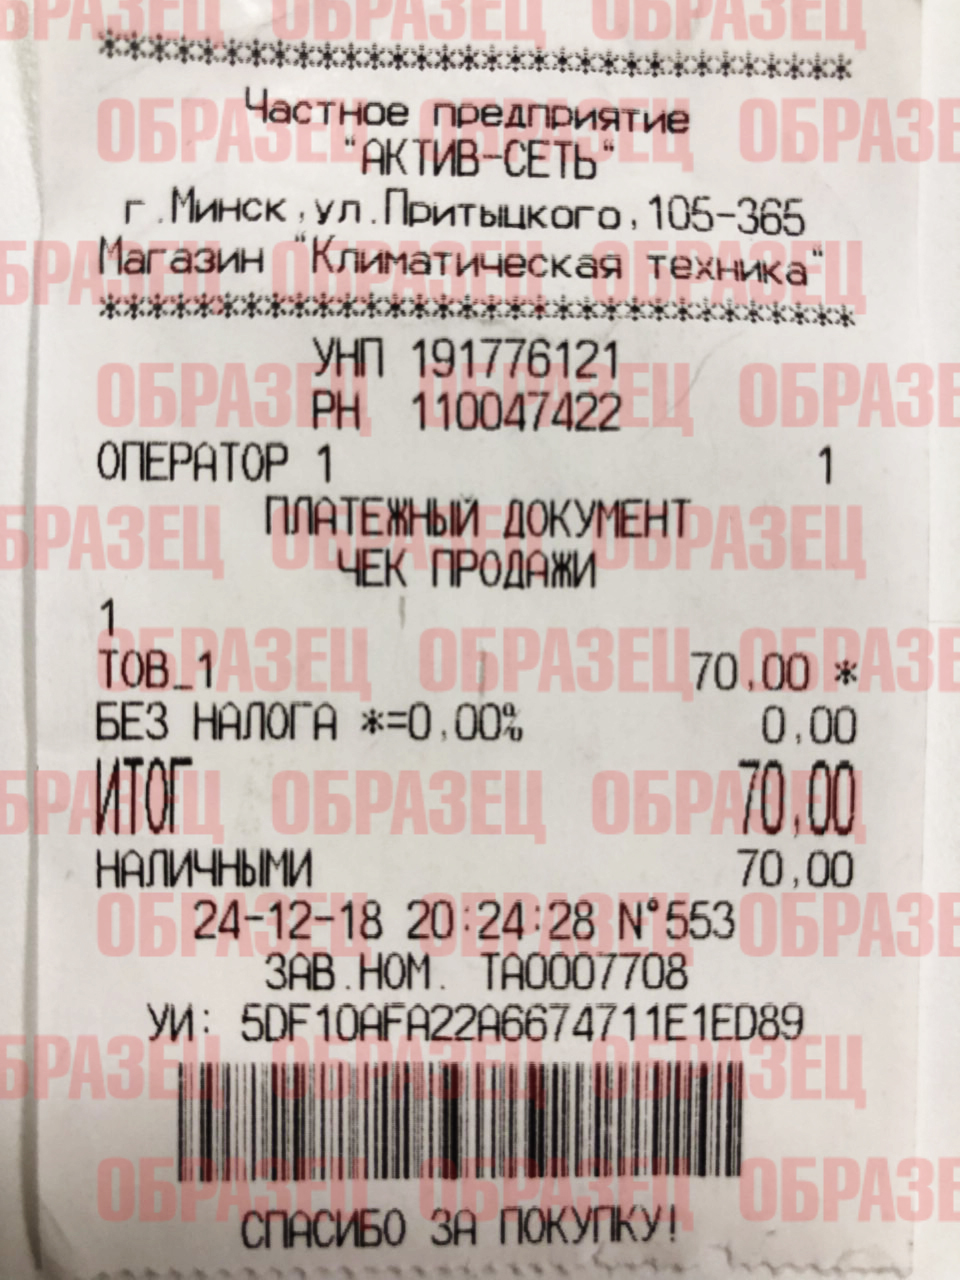 ************************************
Частное предприятие
"АКТИВ-СЕТЬ"
г.Минск,ул.Притыцкого,105-365
Магазин "Климатическая техника"
************************************
УНП 191776121
РН 110047422
ОПЕРАТОР 1 1
ПЛАТЕЖНЫЙ ДОКУМЕНТ
ЧЕК ПРОДАЖИ
1
ТОВ_1 70,00 *
БЕЗ НАЛОГА *=0,00% 0,00
ИТОГ 70,00
НАЛИЧНЫМИ 70,00
24-12-18 20:24:28 N°553
ЗАВ.НОМ. ТА0007708
УИ: 5DF10AFA22A6674711E1ED89
СПАСИБО ЗА ПОКУПКУ!
ОБРАЗЕЦ